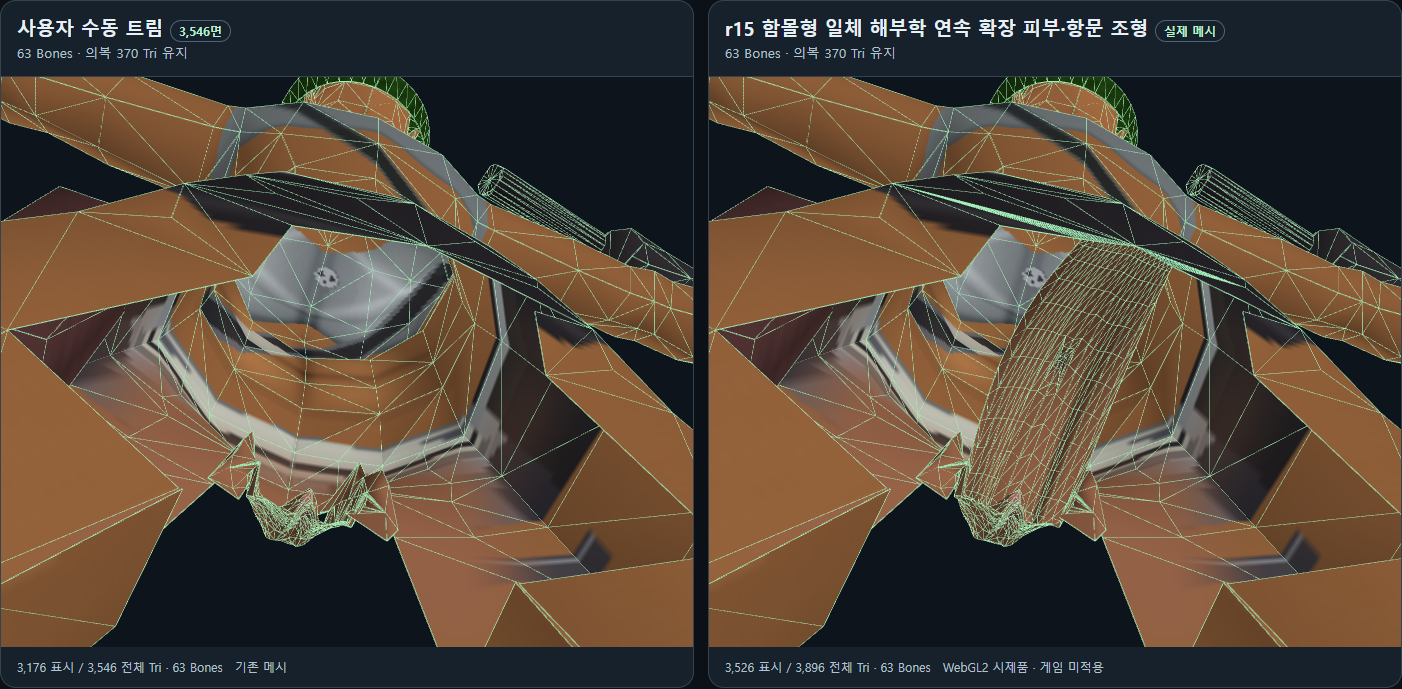 사용자 수동 트림 3,546면
63 Bones · 의복 370 Tri 유지
3,176 표시 / 3,546 전체 Tri · 63 Bones 기존 메시
r15 함몰형 일체 해부학 연속 확장 피부·항문 조형 실제 메시
63 Bones · 의복 370 Tri 유지
3,526 표시 / 3,896 전체 Tri · 63 Bones WebGL2 시제품 · 게임 미적용